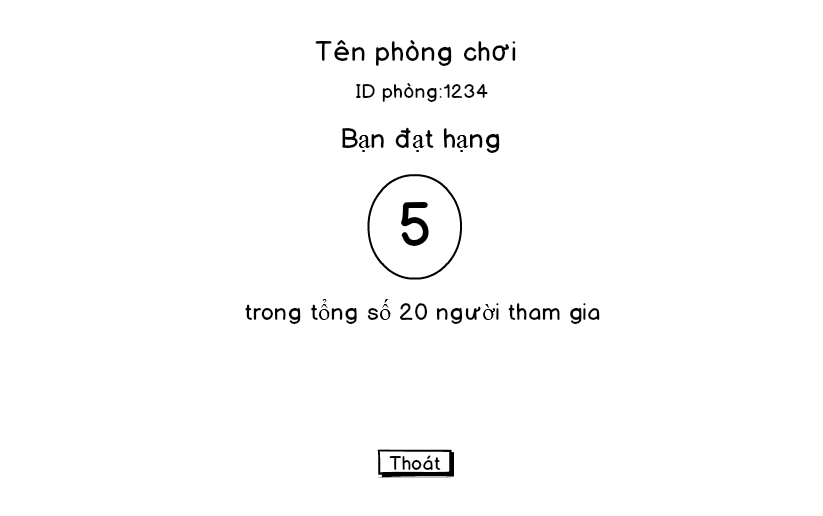 Tên phòng chơi
ID phòng:1234
Bạn đạt hạng
5
trong tổng số 20 người tham gia
Thoát